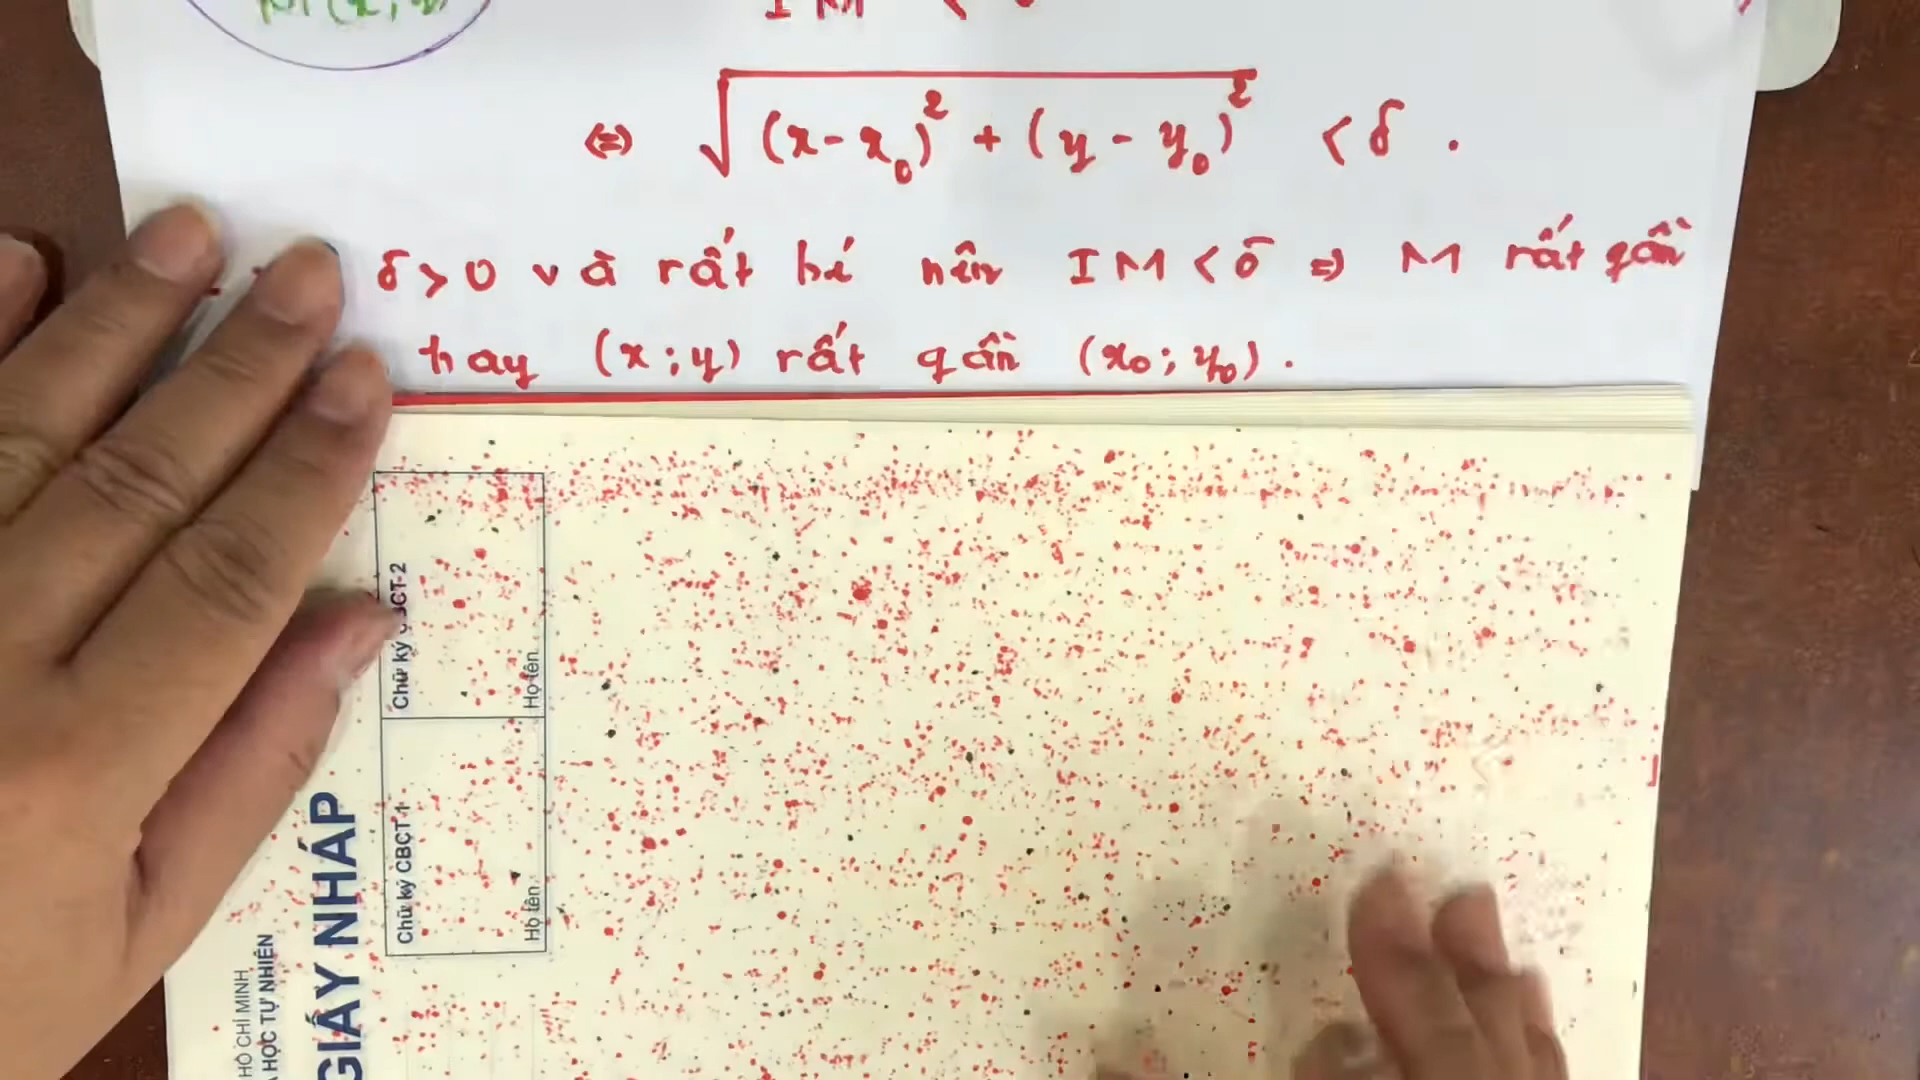 M(x; y)
IM <
⇔ √((x-x₀)² + (y - y₀)²) < δ .
δ > 0 và rất bé nên IM < δ ⇒ M rất gần
hay (x; y) rất gần (x₀; y₀).
Chữ ký CBCT 2
Họ tên
Chữ ký CBCT 1
Họ tên
GIẤY NHÁP
HỌC TỰ NHIÊN
HỒ CHÍ MINH